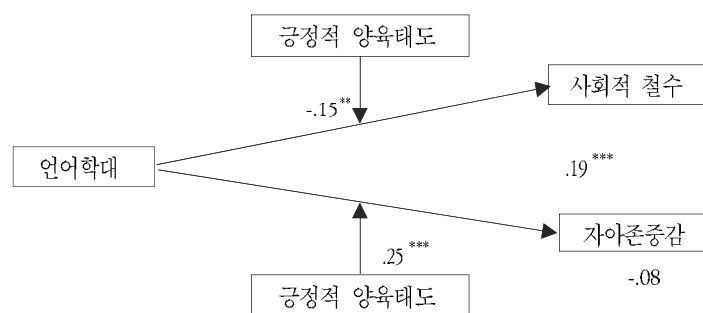 긍정적 양육태도
사회적 철수
-.15**
언어학대
.19***
자아존중감
.25***
-.08
긍정적 양육태도